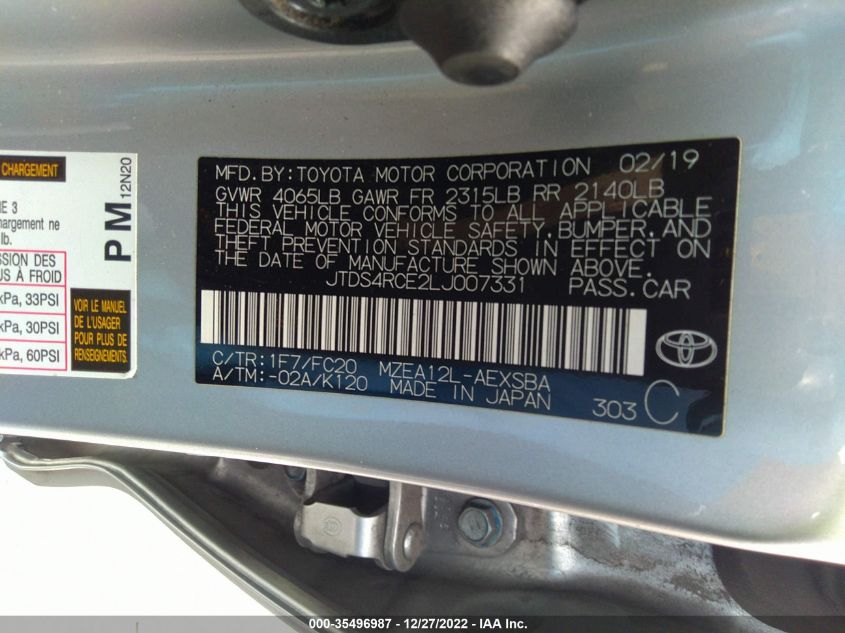 CHARGEMENT
IE 3
chargement ne
lb.
SSION DES
US À FROID
kPa, 33PSI
kPa, 30PSI
kPa, 60PSI
VOIR LE MANUEL
DE L'USAGER
POUR PLUS DE
RENSEIGNEMENTS
PM 12N20
MFD. BY: TOYOTA MOTOR CORPORATION 02/19
GVWR 4065LB GAWR FR 2315LB RR 2140LB
THIS VEHICLE CONFORMS TO ALL APPLICABLE
FEDERAL MOTOR VEHICLE SAFETY, BUMPER, AND
THEFT PREVENTION STANDARDS IN EFFECT ON
THE DATE OF MANUFACTURE SHOWN ABOVE.
JTDS4RCE2LJ007331 PASS. CAR
C/TR: 1F7/FC20 MZEA12L-AEXSBA
A/TM: -02A/K120 MADE IN JAPAN 303 C
000-35496987 - 12/27/2022 - IAA Inc.